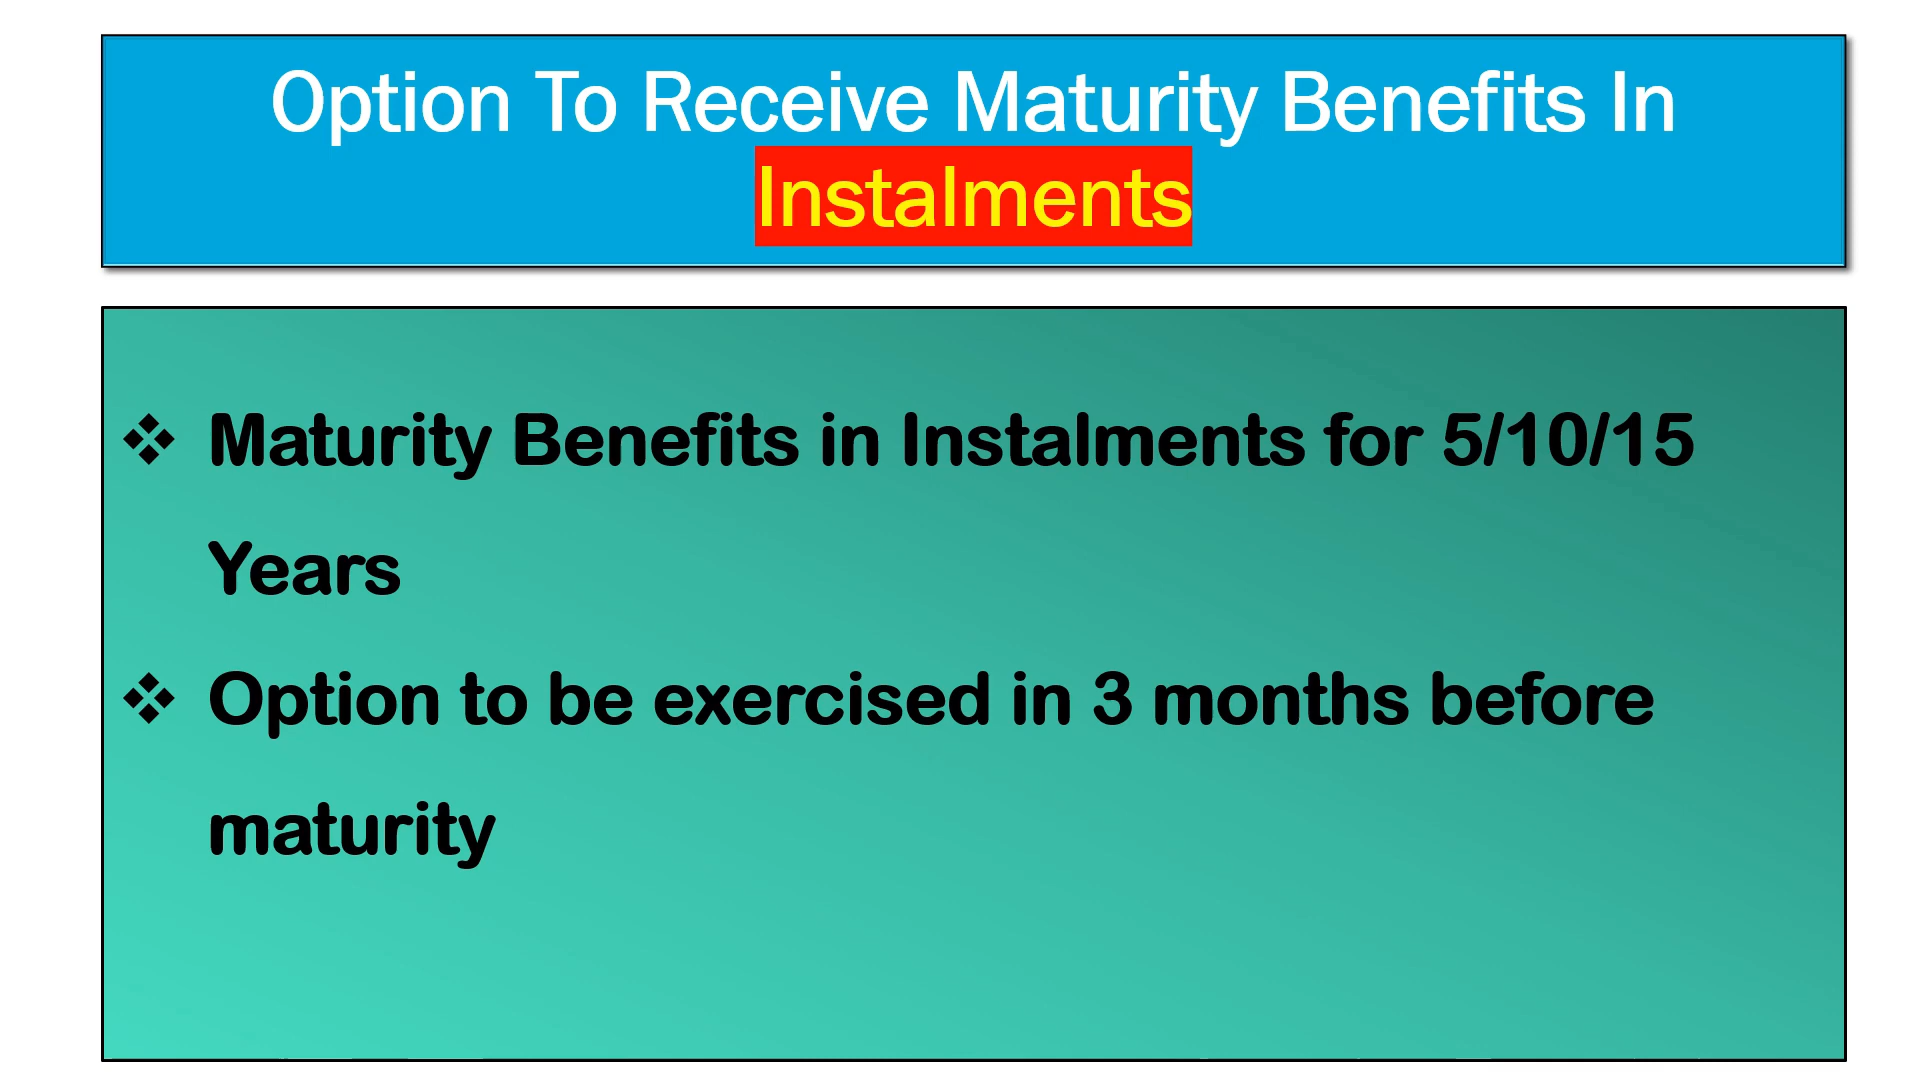 Option To Receive Maturity Benefits In
Instalments
❖ Maturity Benefits in Instalments for 5/10/15
Years
❖ Option to be exercised in 3 months before
maturity